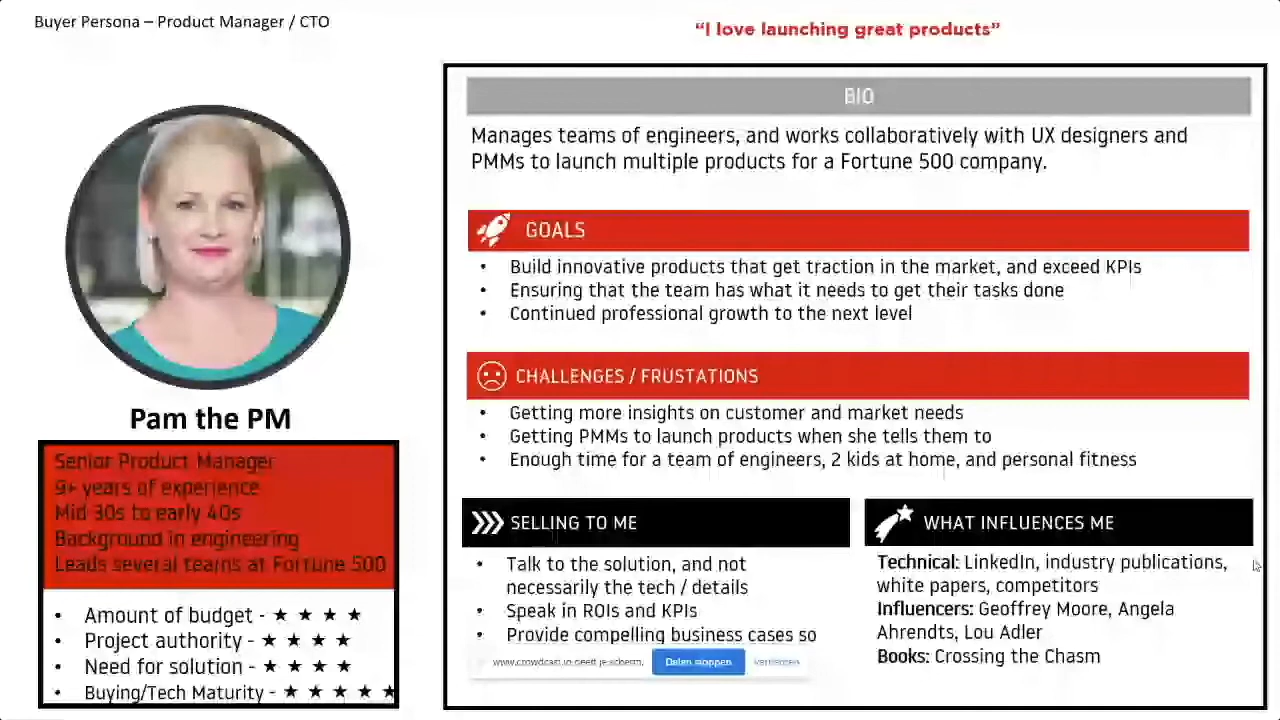 Buyer Persona – Product Manager / CTO
“I love launching great products”
Pam the PM
Senior Product Manager
9+ years of experience
Mid 30s to early 40s
Background in engineering
Leads several teams at Fortune 500
• Amount of budget - ★ ★ ★ ★
• Project authority - ★ ★ ★ ★
• Need for solution - ★ ★ ★ ★
• Buying/Tech Maturity - ★ ★ ★ ★ ★
BIO
Manages teams of engineers, and works collaboratively with UX designers and
PMMs to launch multiple products for a Fortune 500 company.
GOALS
• Build innovative products that get traction in the market, and exceed KPIs
• Ensuring that the team has what it needs to get their tasks done
• Continued professional growth to the next level
CHALLENGES / FRUSTATIONS
• Getting more insights on customer and market needs
• Getting PMMs to launch products when she tells them to
• Enough time for a team of engineers, 2 kids at home, and personal fitness
SELLING TO ME
• Talk to the solution, and not
necessarily the tech / details
• Speak in ROIs and KPIs
• Provide compelling business cases so
www.crowdcast.io deelt je scherm.
Delen stoppen
Verbergen
WHAT INFLUENCES ME
Technical: LinkedIn, industry publications,
white papers, competitors
Influencers: Geoffrey Moore, Angela
Ahrendts, Lou Adler
Books: Crossing the Chasm